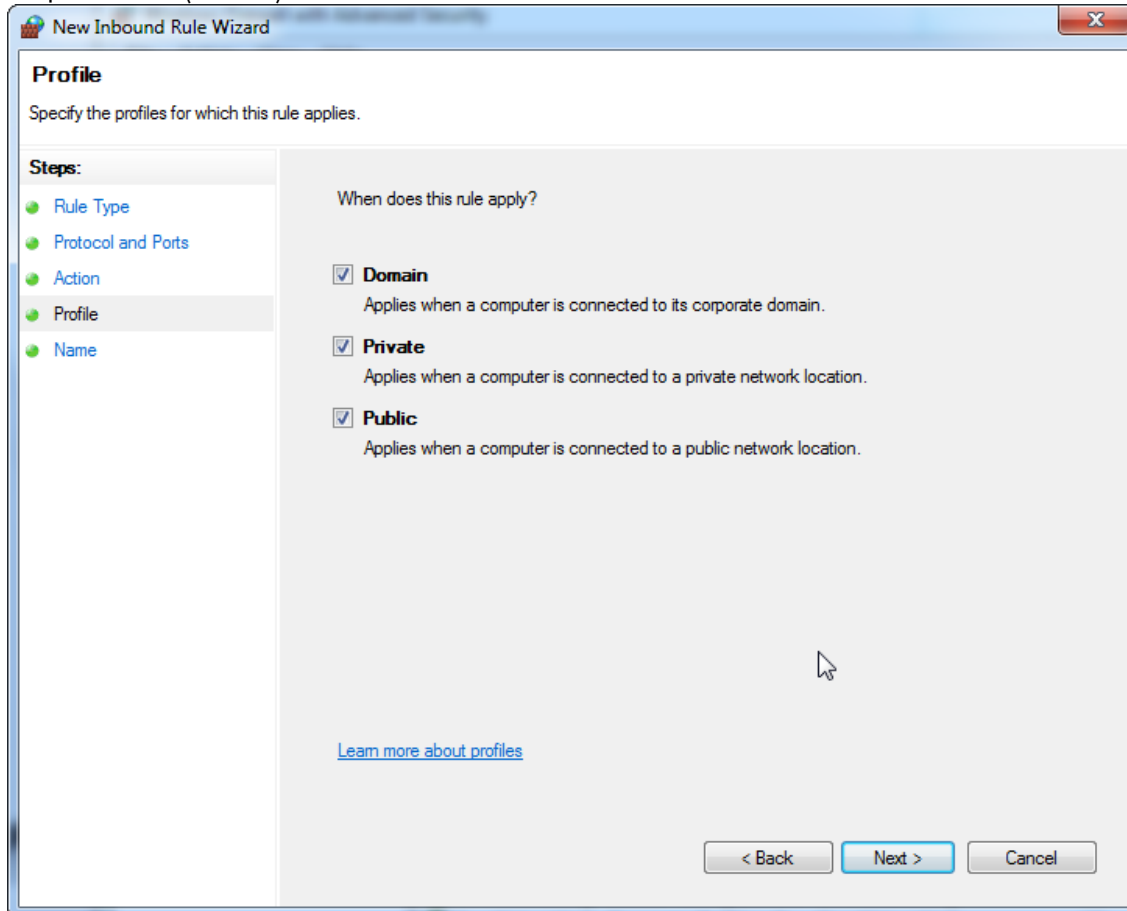 New Inbound Rule Wizard
Profile
Specify the profiles for which this rule applies.
Steps:
Rule Type
Protocol and Ports
Action
Profile
Name
When does this rule apply?
Domain
Applies when a computer is connected to its corporate domain.
Private
Applies when a computer is connected to a private network location.
Public
Applies when a computer is connected to a public network location.
Learn more about profiles
< Back
Next >
Cancel